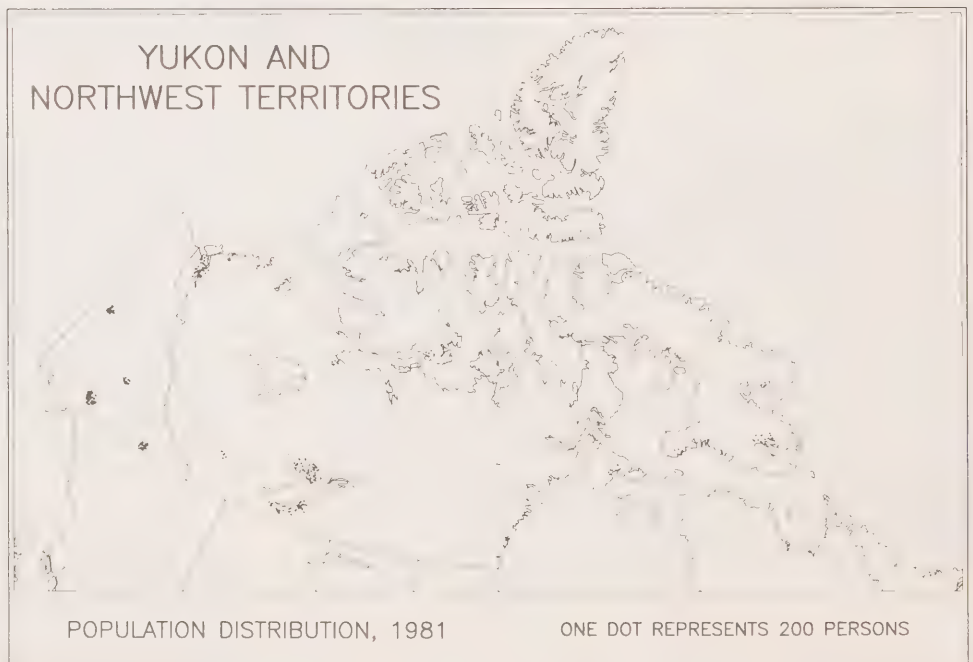 YUKON AND
NORTHWEST TERRITORIES
POPULATION DISTRIBUTION, 1981
ONE DOT REPRESENTS 200 PERSONS